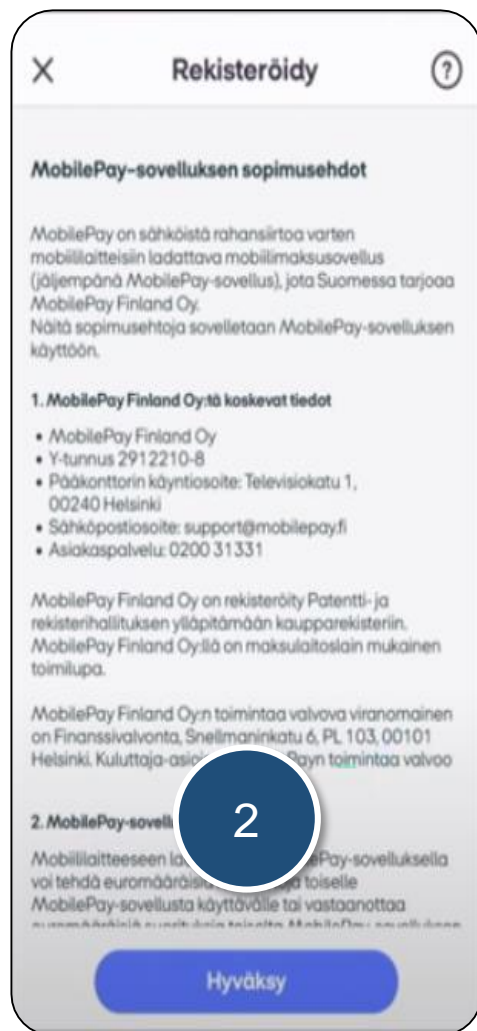 Rekisteröidy
?
MobilePay-sovelluksen sopimusehdot
MobilePay on sähköistä rahansiirtoa varten
mobiililaitteisiin ladattava mobiilimaksusovellus
(jäljempänä MobilePay-sovellus), jota Suomessa tarjoaa
MobilePay Finland Oy.
Näitä sopimusehtoja sovelletaan MobilePay-sovelluksen
käyttöön.
1. MobilePay Finland Oy:tä koskevat tiedot
• MobilePay Finland Oy
• Y-tunnus 2912210-8
• Pääkonttorin käyntiosoite: Televisiokatu 1,
00240 Helsinki
• Sähköpostiosoite: support@mobilepay.fi
• Asiakaspalvelu: 0200 31331
MobilePay Finland Oy on rekisteröity Patentti- ja
rekisterihallituksen ylläpitämään kaupparekisteriin.
MobilePay Finland Oy:llä on maksulaitoslain mukainen
toimilupa.
MobilePay Finland Oy:n toimintaa valvova viranomainen
on Finanssivalvonta, Snellmaninkatu 6, PL 103, 00101
Helsinki. Kuluttaja-asioi Payn toimintaa valvoo
2
2. MobilePay-sovell
Mobiililaitteeseen la Pay-sovelluksella
voi tehdä euromääräisiä ja toiselle
MobilePay-sovellusta käyttävälle tai vastaanottaa
Hyväksy